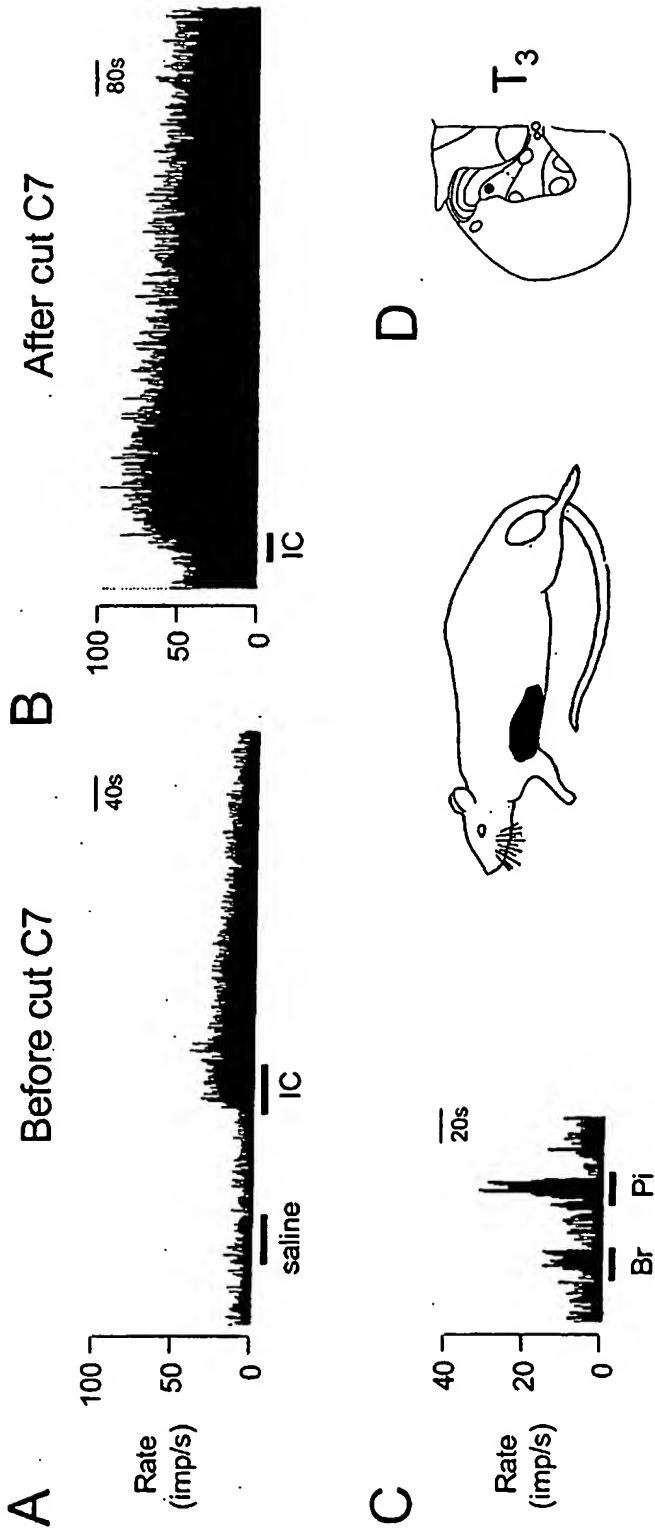 A
Before cut C7
40s
100
50
0
Rate
(imp/s)
saline
IC
B
After cut C7
80s
100
50
0
IC
C
20s
40
20
0
Rate
(imp/s)
Br
Pi
D
T3